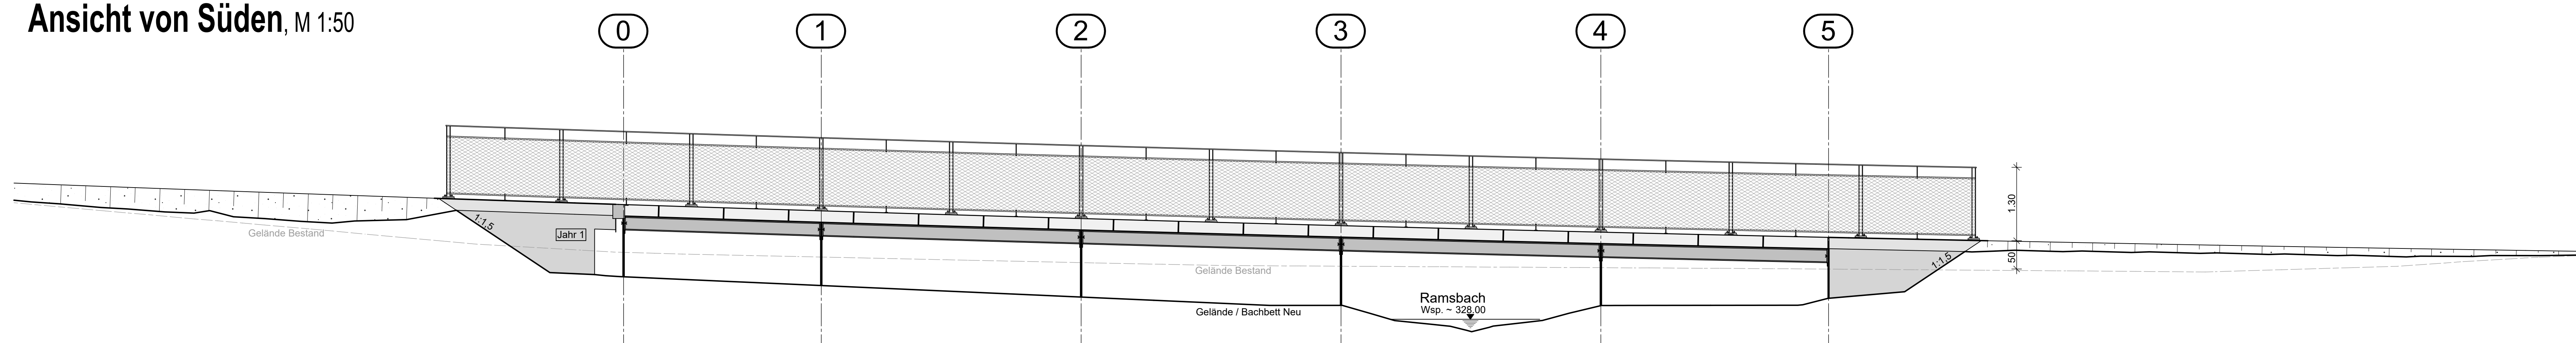 Ansicht von Süden, M 1:50
0 1 2 3 4 5
1.30
1:1,5
Gelände Bestand
Jahr 1
50
1:1,5
Gelände Bestand
Ramsbach
Wsp. ~ 328.00
Gelände / Bachbett Neu